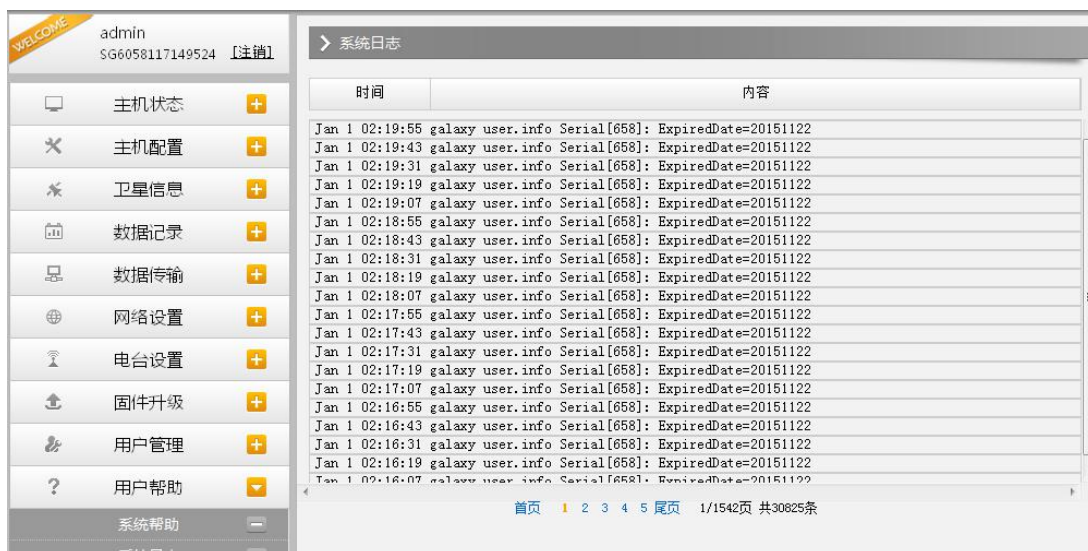 WELCOME
admin
SG6058117149524 [注销]
主机状态
主机配置
卫星信息
数据记录
数据传输
网络设置
电台设置
固件升级
用户管理
用户帮助
系统帮助
系统日志
时间 内容
Jan 1 02:19:55 galaxy user.info Serial[658]: ExpiredDate=20151122
Jan 1 02:19:43 galaxy user.info Serial[658]: ExpiredDate=20151122
Jan 1 02:19:31 galaxy user.info Serial[658]: ExpiredDate=20151122
Jan 1 02:19:19 galaxy user.info Serial[658]: ExpiredDate=20151122
Jan 1 02:19:07 galaxy user.info Serial[658]: ExpiredDate=20151122
Jan 1 02:18:55 galaxy user.info Serial[658]: ExpiredDate=20151122
Jan 1 02:18:43 galaxy user.info Serial[658]: ExpiredDate=20151122
Jan 1 02:18:31 galaxy user.info Serial[658]: ExpiredDate=20151122
Jan 1 02:18:19 galaxy user.info Serial[658]: ExpiredDate=20151122
Jan 1 02:18:07 galaxy user.info Serial[658]: ExpiredDate=20151122
Jan 1 02:17:55 galaxy user.info Serial[658]: ExpiredDate=20151122
Jan 1 02:17:43 galaxy user.info Serial[658]: ExpiredDate=20151122
Jan 1 02:17:31 galaxy user.info Serial[658]: ExpiredDate=20151122
Jan 1 02:17:19 galaxy user.info Serial[658]: ExpiredDate=20151122
Jan 1 02:17:07 galaxy user.info Serial[658]: ExpiredDate=20151122
Jan 1 02:16:55 galaxy user.info Serial[658]: ExpiredDate=20151122
Jan 1 02:16:43 galaxy user.info Serial[658]: ExpiredDate=20151122
Jan 1 02:16:31 galaxy user.info Serial[658]: ExpiredDate=20151122
Jan 1 02:16:19 galaxy user.info Serial[658]: ExpiredDate=20151122
Jan 1 02:16:07 galaxy user.info Serial[658]: ExpiredDate=20151122
首页 1 2 3 4 5 尾页 1/1542页 共30825条